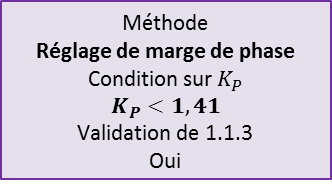 Méthode
Réglage de marge de phase
Condition sur K_P
K_P < 1,41
Validation de 1.1.3
Oui